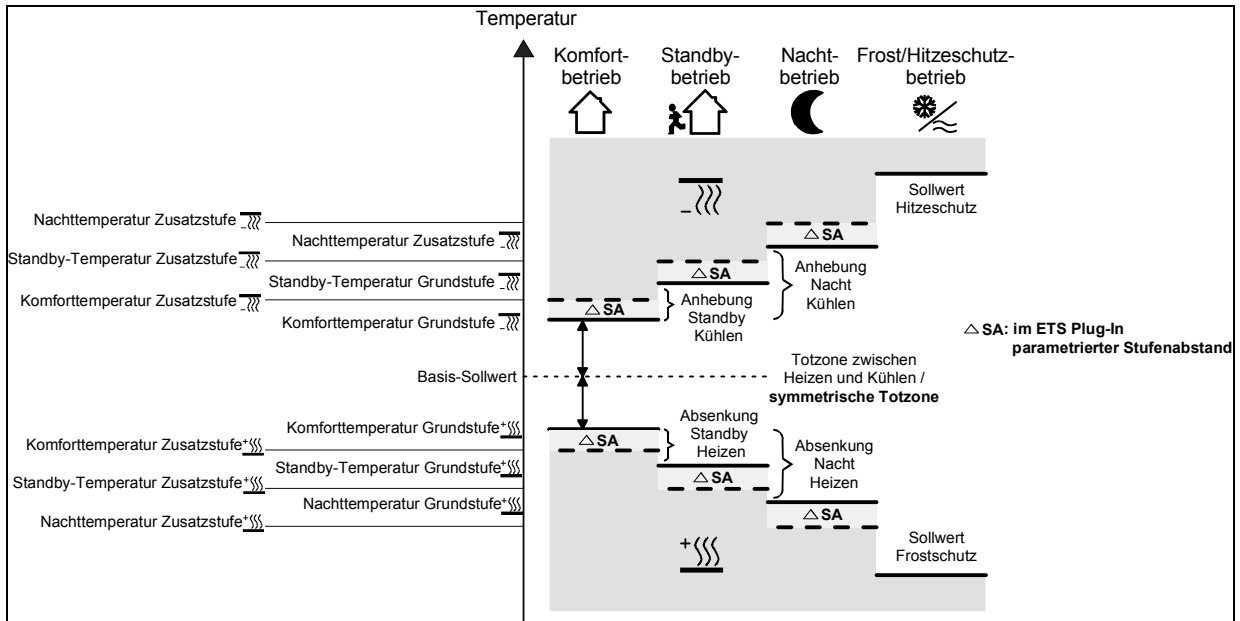 Temperatur
Komfort-
betrieb
Standby-
betrieb
Nacht-
betrieb
Frost/Hitzeschutz-
betrieb
Sollwert
Hitzeschutz
Nachttemperatur Zusatzstufe
Nachttemperatur Zusatzstufe
Standby-Temperatur Zusatzstufe
Standby-Temperatur Grundstufe
Komforttemperatur Zusatzstufe
Komforttemperatur Grundstufe
△ SA
△ SA
△ SA
Anhebung
Nacht
Kühlen
Anhebung
Standby
Kühlen
△ SA: im ETS Plug-In
parametrierter Stufenabstand
Basis-Sollwert
Totzone zwischen
Heizen und Kühlen /
symmetrische Totzone
Komforttemperatur Grundstufe
Komforttemperatur Zusatzstufe
Standby-Temperatur Grundstufe
Standby-Temperatur Zusatzstufe
Nachttemperatur Grundstufe
Nachttemperatur Zusatzstufe
△ SA
△ SA
△ SA
Absenkung
Standby
Heizen
Absenkung
Nacht
Heizen
Sollwert
Frostschutz